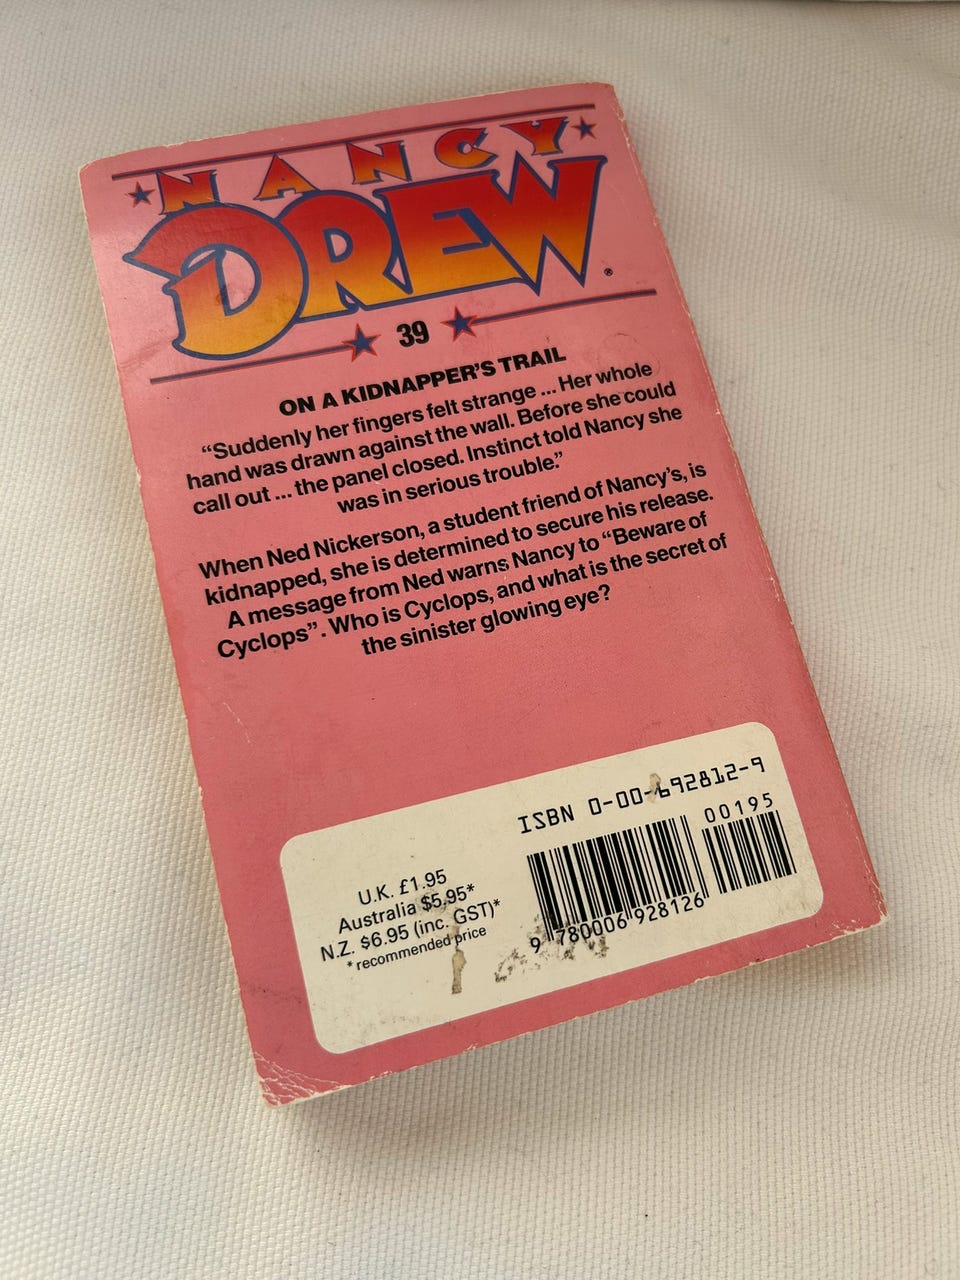 NANCY
DREW®
39
ON A KIDNAPPER'S TRAIL
“Suddenly her fingers felt strange ... Her whole
hand was drawn against the wall. Before she could
call out ... the panel closed. Instinct told Nancy she
was in serious trouble.”
When Ned Nickerson, a student friend of Nancy's, is
kidnapped, she is determined to secure his release.
A message from Ned warns Nancy to “Beware of
Cyclops”. Who is Cyclops, and what is the secret of
the sinister glowing eye?
ISBN 0-00-692812-9
00195
U.K. £1.95
Australia $5.95*
N.Z. $6.95 (inc. GST)*
*recommended price
9 780006 928126